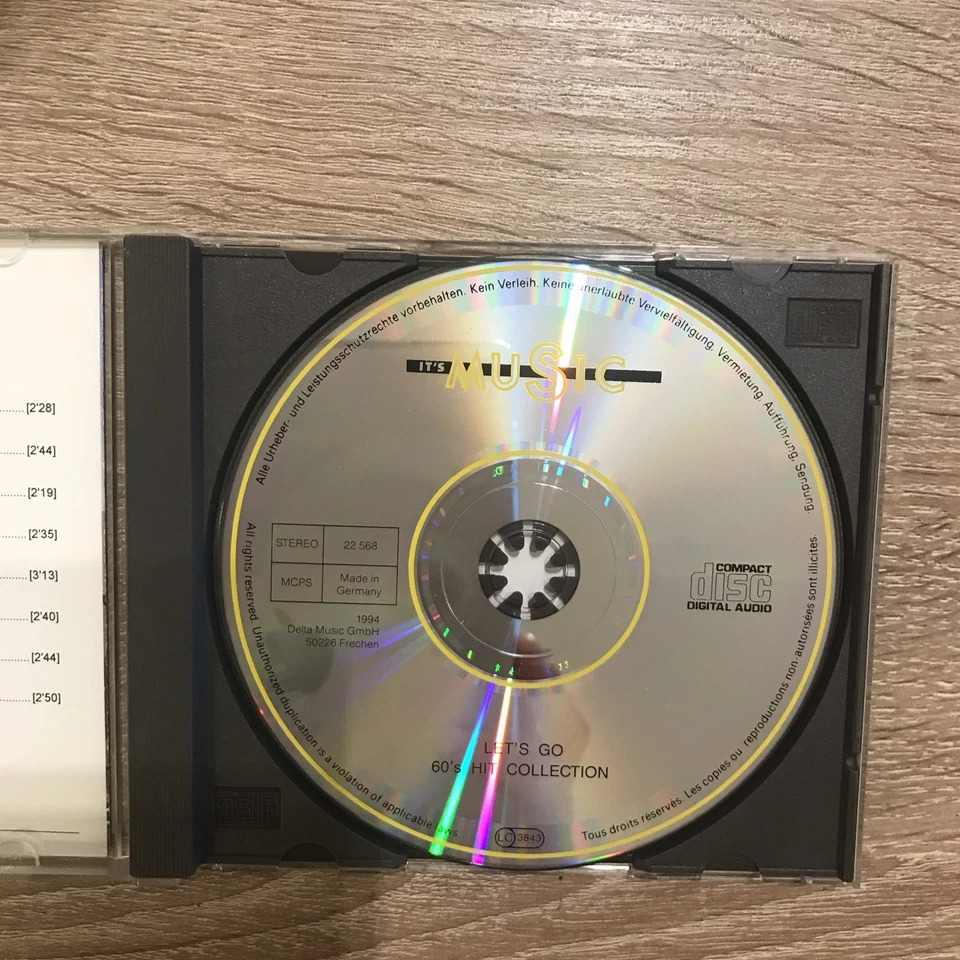 [2'28]
[2'44]
[2'19]
[2'35]
[3'13]
[2'40]
[2'44]
[2'50]
Alle Urheber- und Leistungsschutzrechte vorbehalten. Kein Verleih. Keine unerlaubte Vervielfältigung, Vermietung, Aufführung, Sendung.
IT'S MUSIC
STEREO 22 568
MCPS Made in Germany
1994
Delta Music GmbH
50226 Frechen
COMPACT
disc
DIGITAL AUDIO
LET'S GO
60's HIT COLLECTION
LC 3843
All rights reserved. Unauthorized duplication is a violation of applicable laws.
Tous droits réservés. Les copies ou reproductions non autorisées sont illicites.